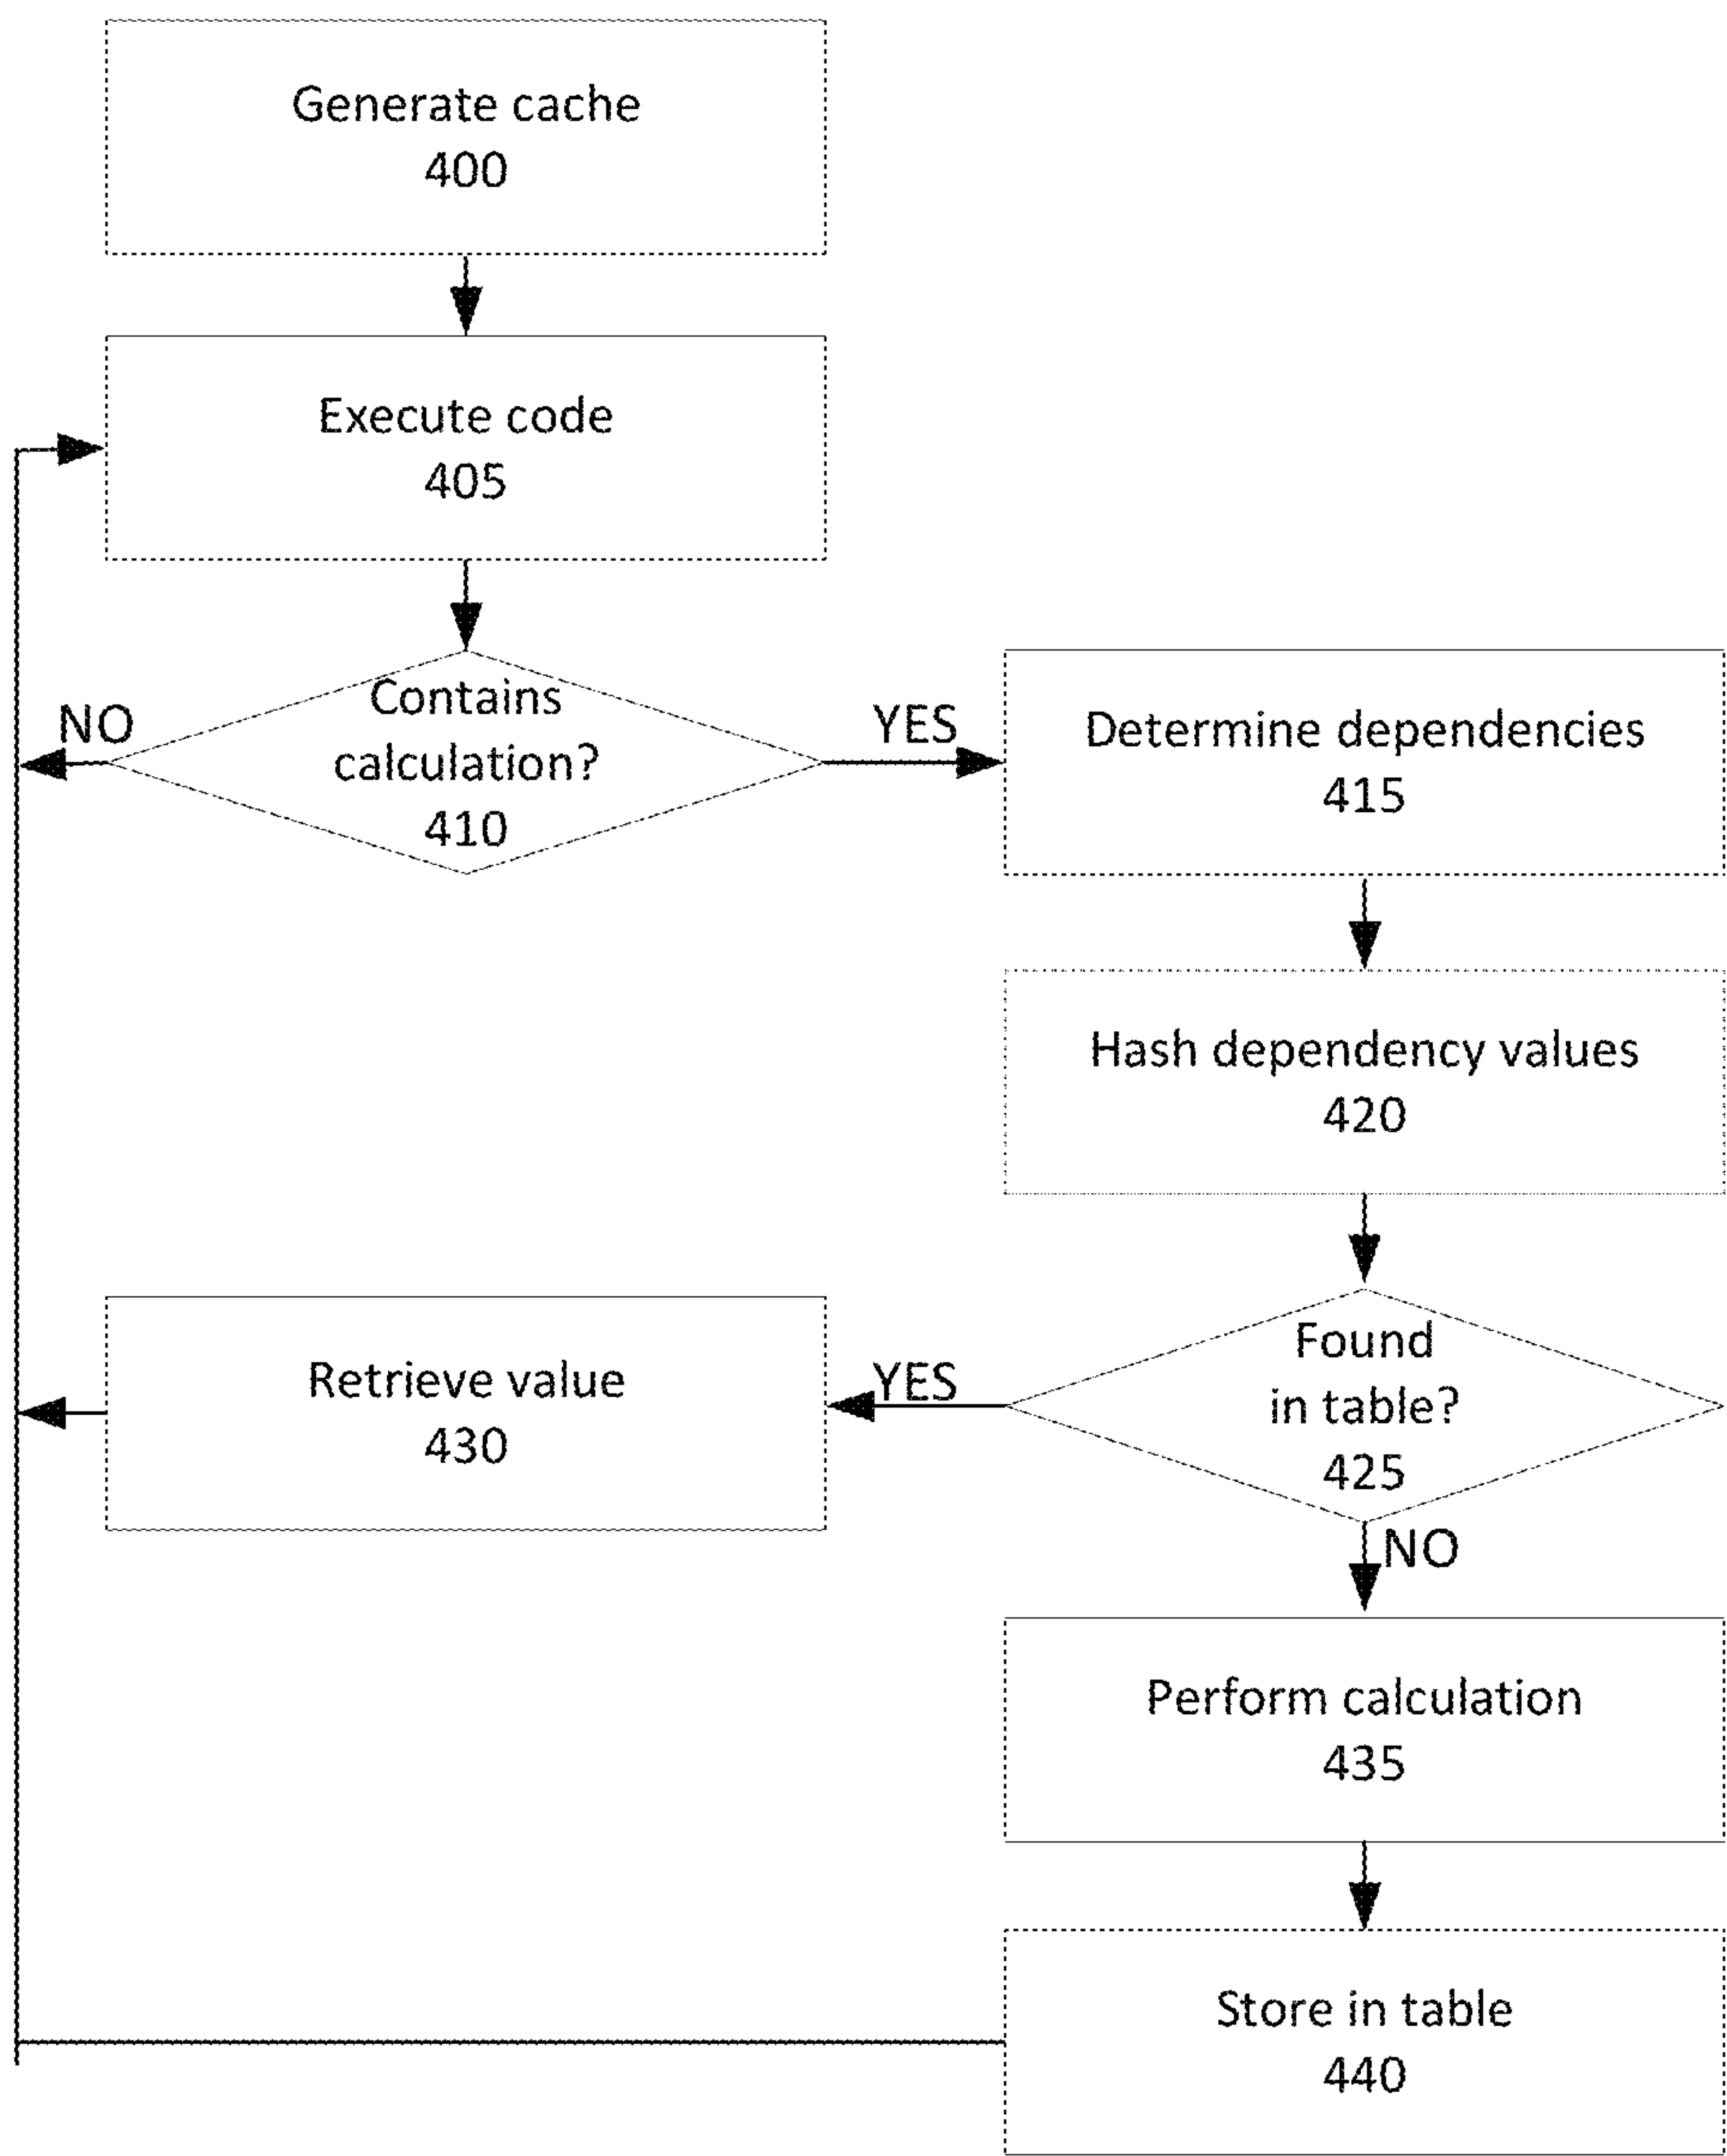 Generate cache
400
Execute code
405
Contains
calculation?
410
NO
YES
Determine dependencies
415
Hash dependency values
420
Found
in table?
425
YES
Retrieve value
430
NO
Perform calculation
435
Store in table
440